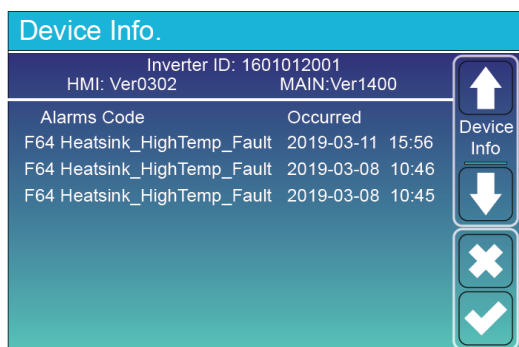 Device Info.
Inverter ID: 1601012001
HMI: Ver0302 MAIN:Ver1400
Alarms Code Occurred
F64 Heatsink_HighTemp_Fault 2019-03-11 15:56
F64 Heatsink_HighTemp_Fault 2019-03-08 10:46
F64 Heatsink_HighTemp_Fault 2019-03-08 10:45
Device
Info